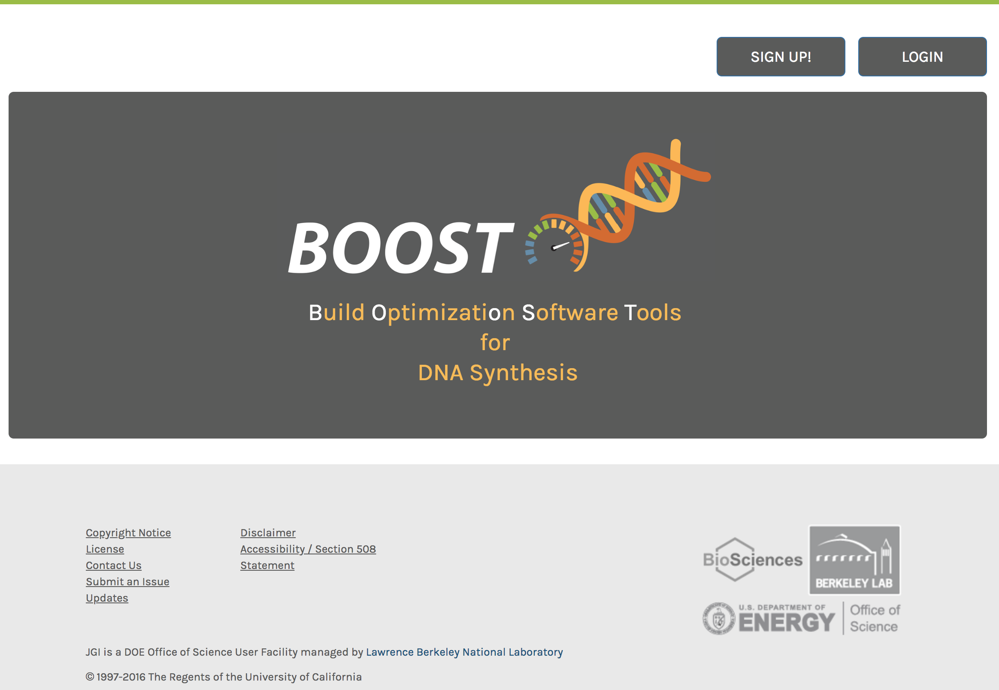 SIGN UP!
LOGIN
BOOST
Build Optimization Software Tools
for
DNA Synthesis
Copyright Notice
License
Contact Us
Submit an Issue
Updates
Disclaimer
Accessibility / Section 508
Statement
BioSciences
BERKELEY LAB
U.S. DEPARTMENT OF
ENERGY
Office of
Science
JGI is a DOE Office of Science User Facility managed by Lawrence Berkeley National Laboratory
© 1997-2016 The Regents of the University of California